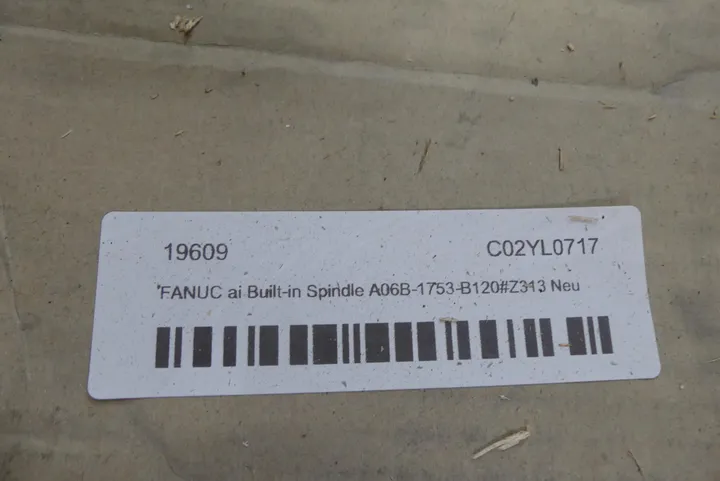 19609 C02YL0717
'FANUC ai Built-in Spindle A06B-1753-B120#Z313 Neu